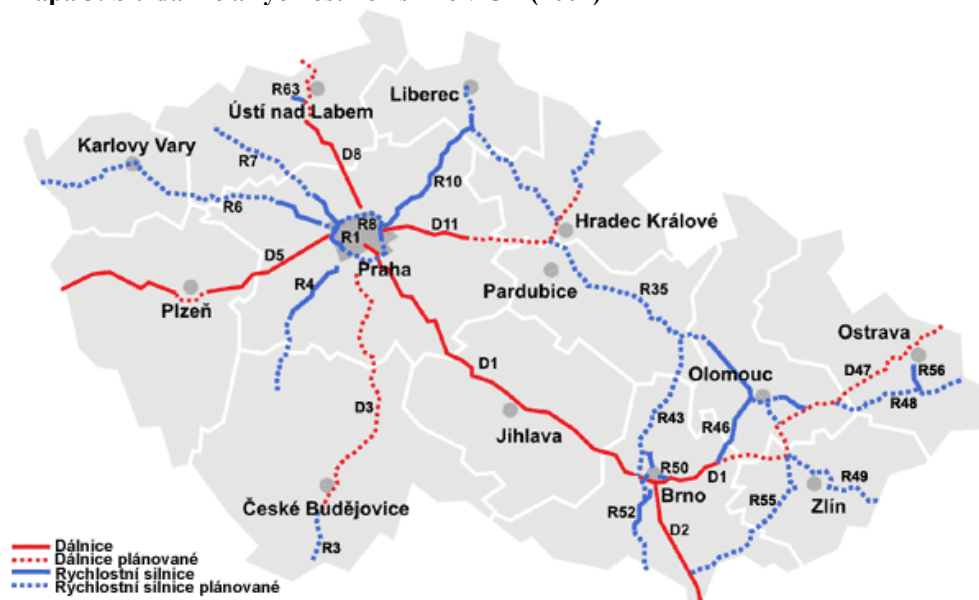 R63
Liberec
Ústí nad Labem
Karlovy Vary
D8
R7
R10
R6
R8
D11
Hradec Králové
R1
D5
Praha
R4
Pardubice
R35
Plzeň
Ostrava
D1
Olomouc
D47
R56
R48
D3
R43
R46
Jihlava
R50
D1
R49
Brno
R55
Zlín
České Budějovice
R52
D2
R3
Dálnice
Dálnice plánované
Rychlostní silnice
Rychlostní silnice plánované